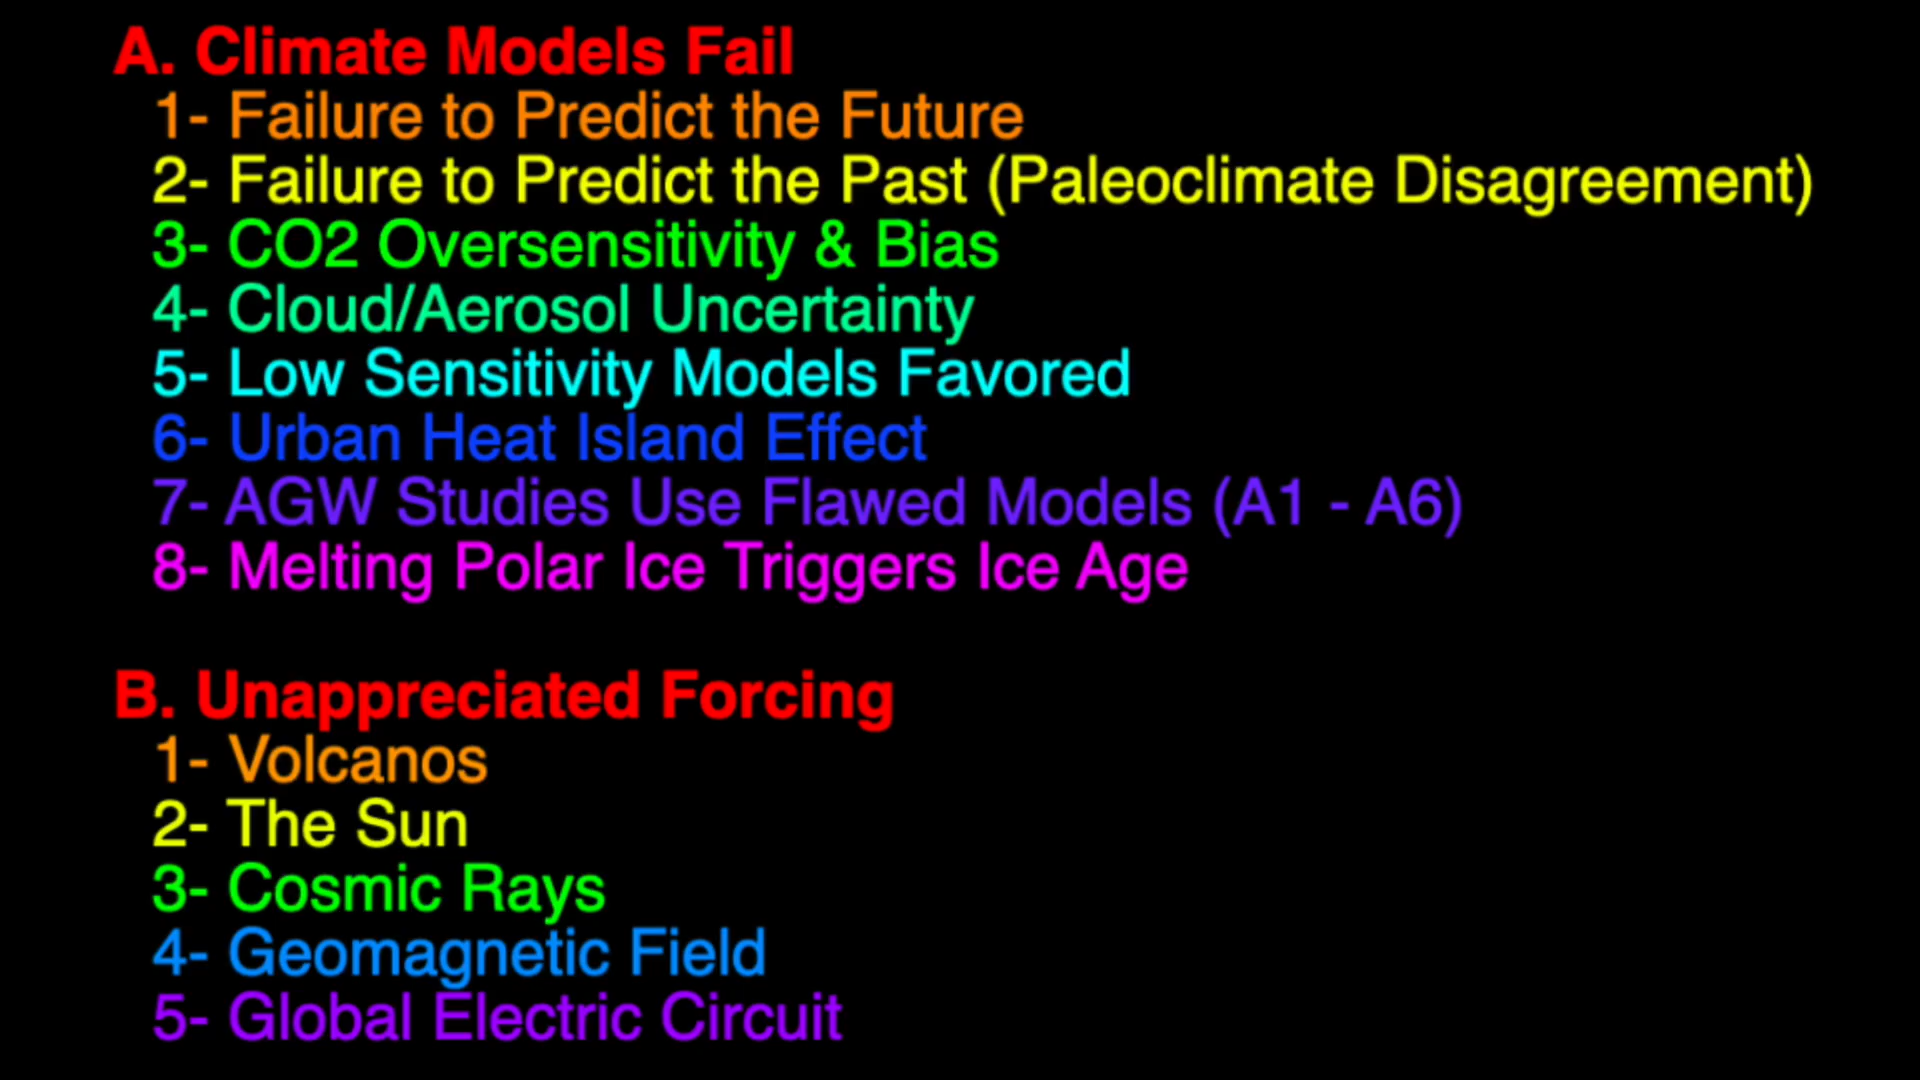 A. Climate Models Fail
1- Failure to Predict the Future
2- Failure to Predict the Past (Paleoclimate Disagreement)
3- CO2 Oversensitivity & Bias
4- Cloud/Aerosol Uncertainty
5- Low Sensitivity Models Favored
6- Urban Heat Island Effect
7- AGW Studies Use Flawed Models (A1 - A6)
8- Melting Polar Ice Triggers Ice Age
B. Unappreciated Forcing
1- Volcanos
2- The Sun
3- Cosmic Rays
4- Geomagnetic Field
5- Global Electric Circuit